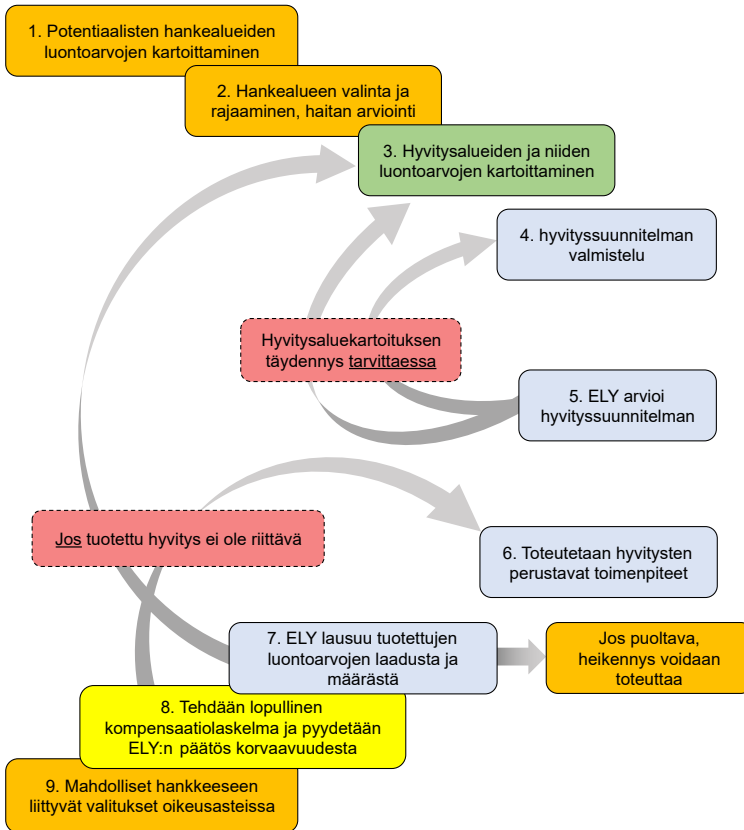 1. Potentiaalisten hankealueiden
luontoarvojen kartoittaminen
2. Hankealueen valinta ja
rajaaminen, haitan arviointi
3. Hyvitysalueiden ja niiden
luontoarvojen kartoittaminen
4. hyvityssuunnitelman
valmistelu
Hyvitysaluekartoituksen
täydennys tarvittaessa
5. ELY arvioi
hyvityssuunnitelman
Jos tuotettu hyvitys ei ole riittävä
6. Toteutetaan hyvitysten
perustavat toimenpiteet
7. ELY lausuu tuotettujen
luontoarvojen laadusta ja
määrästä
Jos puoltava,
heikennys voidaan
toteuttaa
8. Tehdään lopullinen
kompensaatiolaskelma ja pyydetään
ELY:n päätös korvaavuudesta
9. Mahdolliset hankkeeseen
liittyvät valitukset oikeusasteissa